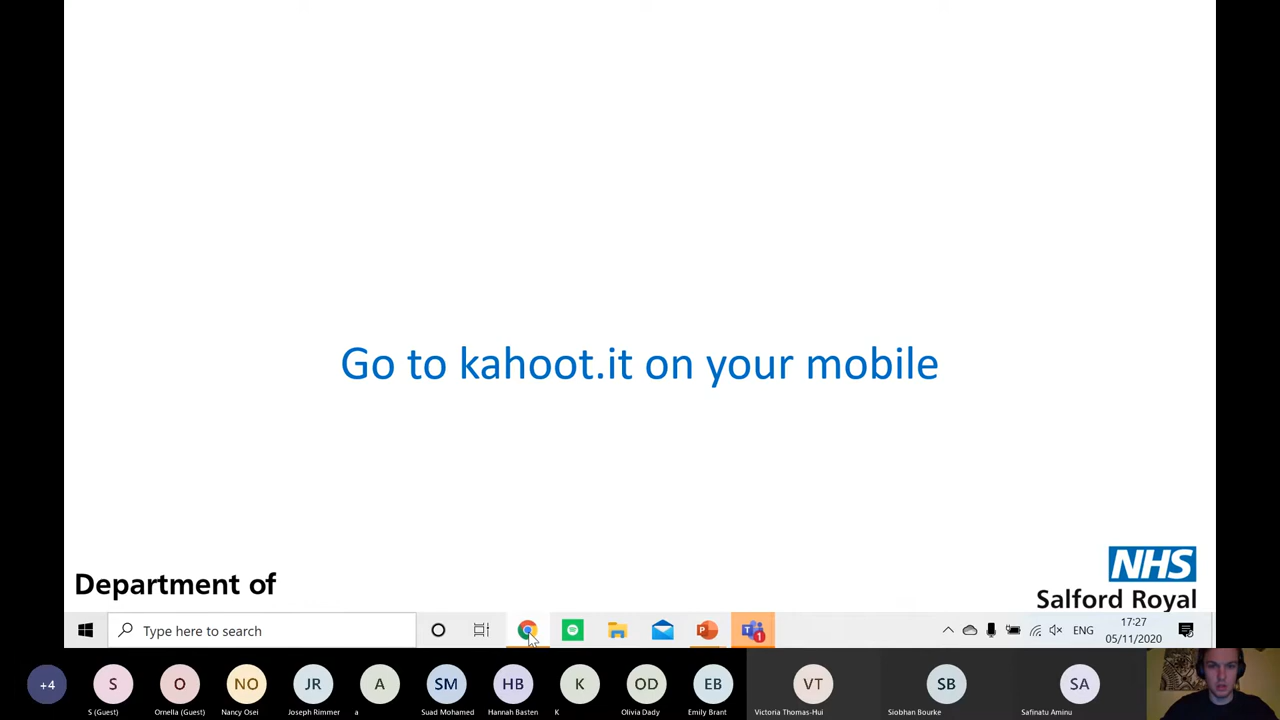 Go to kahoot.it on your mobile
Department of
NHS
Salford Royal
Type here to search
P
T
1
ENG
17:27
05/11/2020
+4
S
O
NO
JR
A
SM
HB
K
OD
EB
VT
SB
SA
S (Guest)
Ornella (Guest)
Nancy Osei
Joseph Rimmer
a
Suad Mohamed
Hannah Basten
K
Olivia Dady
Emily Brant
Victoria Thomas-Hui
Siobhan Bourke
Safinatu Aminu